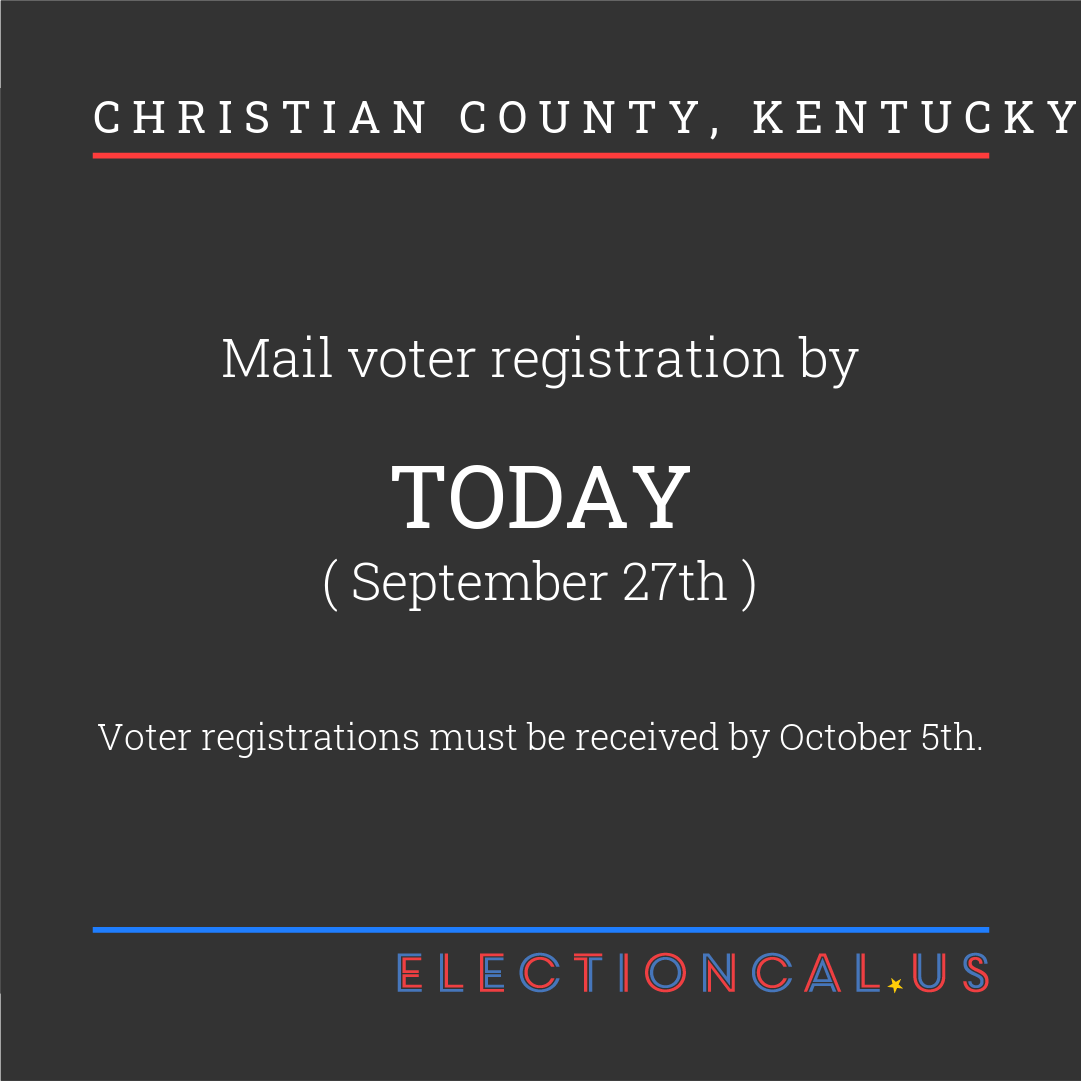 CHRISTIAN COUNTY, KENTUCKY
Mail voter registration by
TODAY
( September 27th )
Voter registrations must be received by October 5th.
ELECTIONCAL.US